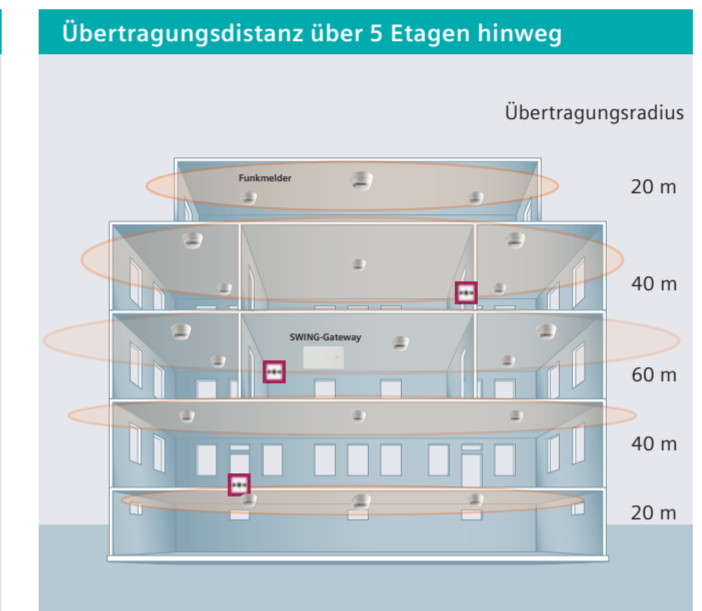 Übertragungsdistanz über 5 Etagen hinweg
Übertragungsradius
Funkmelder
20 m
40 m
SWING-Gateway
60 m
40 m
20 m